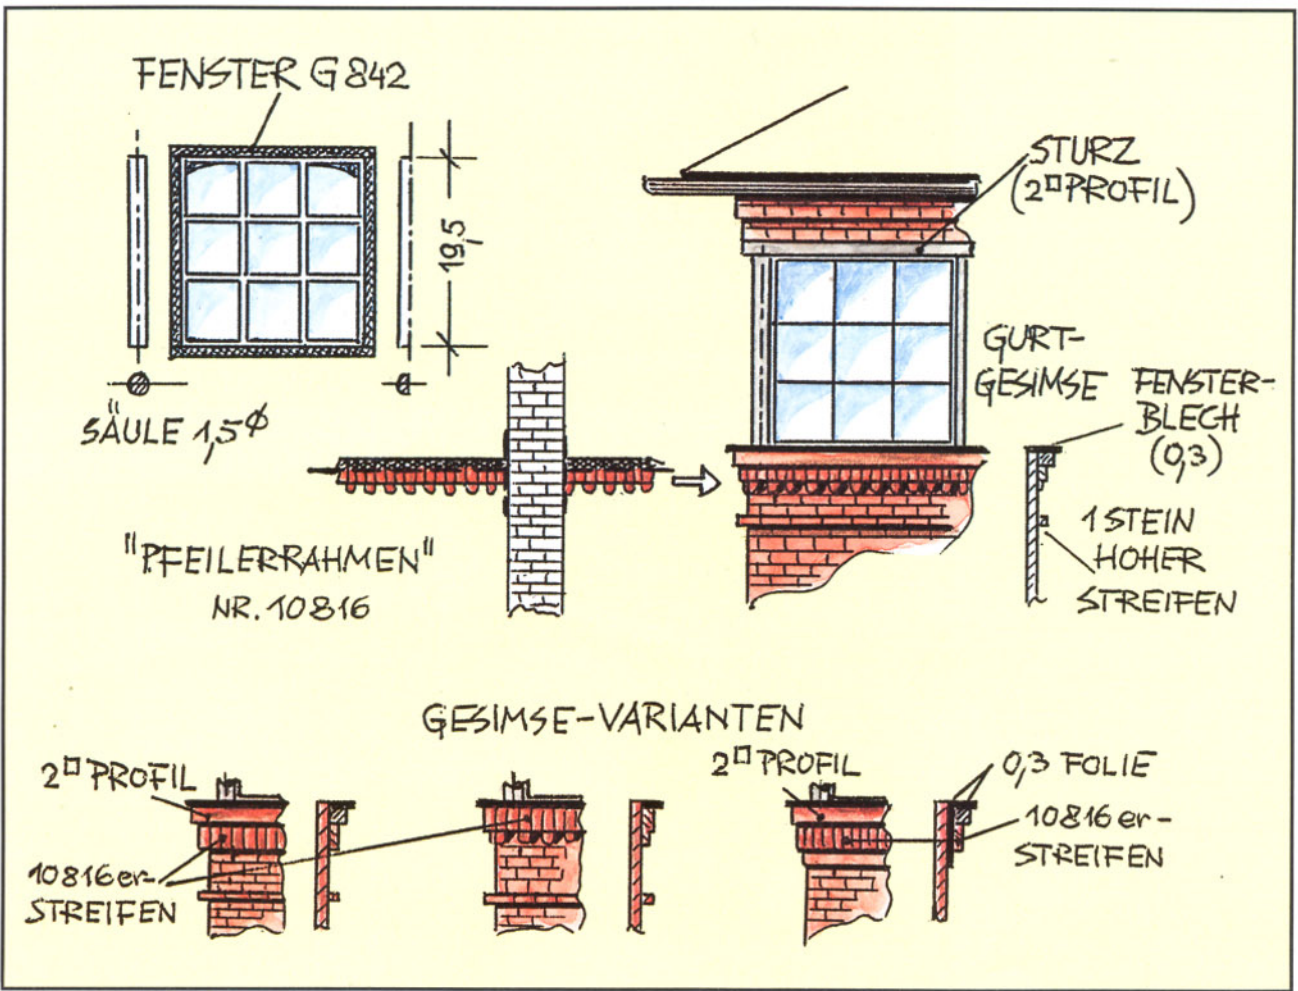 FENSTER G 842
19,5
SÄULE 1,5 ⌀
STURZ
(2□ PROFIL)
GURT-
GESIMSE
FENSTER-
BLECH
(0,3)
1 STEIN
HOHER
STREIFEN
"PFEILERRAHMEN"
NR. 10816
GESIMSE-VARIANTEN
2□ PROFIL
10816er-
STREIFEN
2□ PROFIL
0,3 FOLIE
10816er-
STREIFEN